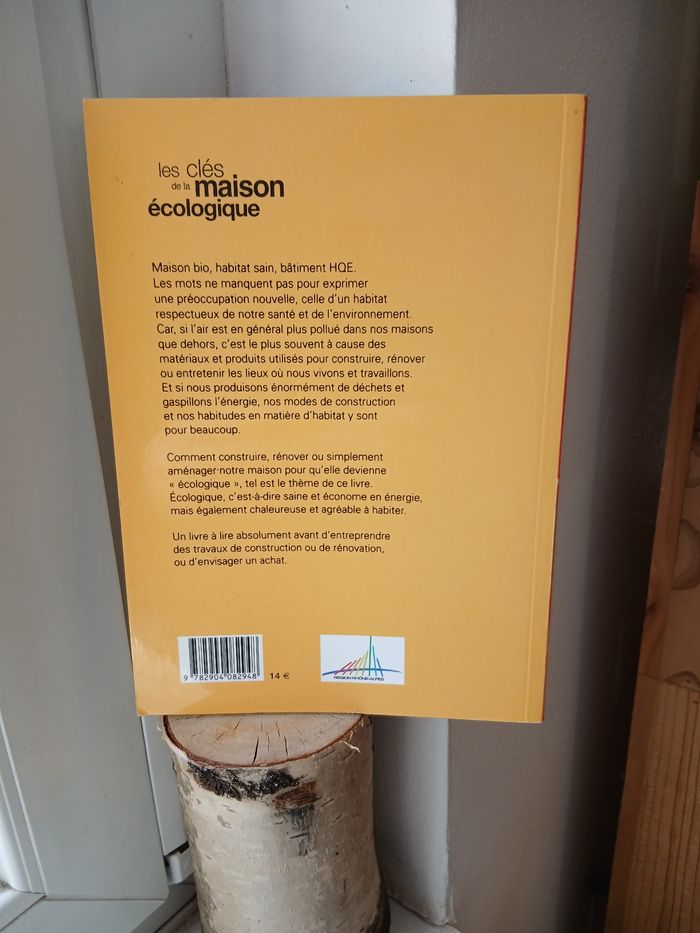 les clés
de la maison
écologique
Maison bio, habitat sain, bâtiment HQE.
Les mots ne manquent pas pour exprimer
une préoccupation nouvelle, celle d'un habitat
respectueux de notre santé et de l'environnement.
Car, si l'air est en général plus pollué dans nos maisons
que dehors, c'est le plus souvent à cause des
matériaux et produits utilisés pour construire, rénover
ou entretenir les lieux où nous vivons et travaillons.
Et si nous produisons énormément de déchets et
gaspillons l'énergie, nos modes de construction
et nos habitudes en matière d'habitat y sont
pour beaucoup.
Comment construire, rénover ou simplement
aménager notre maison pour qu'elle devienne
« écologique », tel est le thème de ce livre.
Écologique, c'est-à-dire saine et économe en énergie,
mais également chaleureuse et agréable à habiter.
Un livre à lire absolument avant d'entreprendre
des travaux de construction ou de rénovation,
ou d'envisager un achat.
9 782904 082948
14 €
RÉGION RHÔNE-ALPES